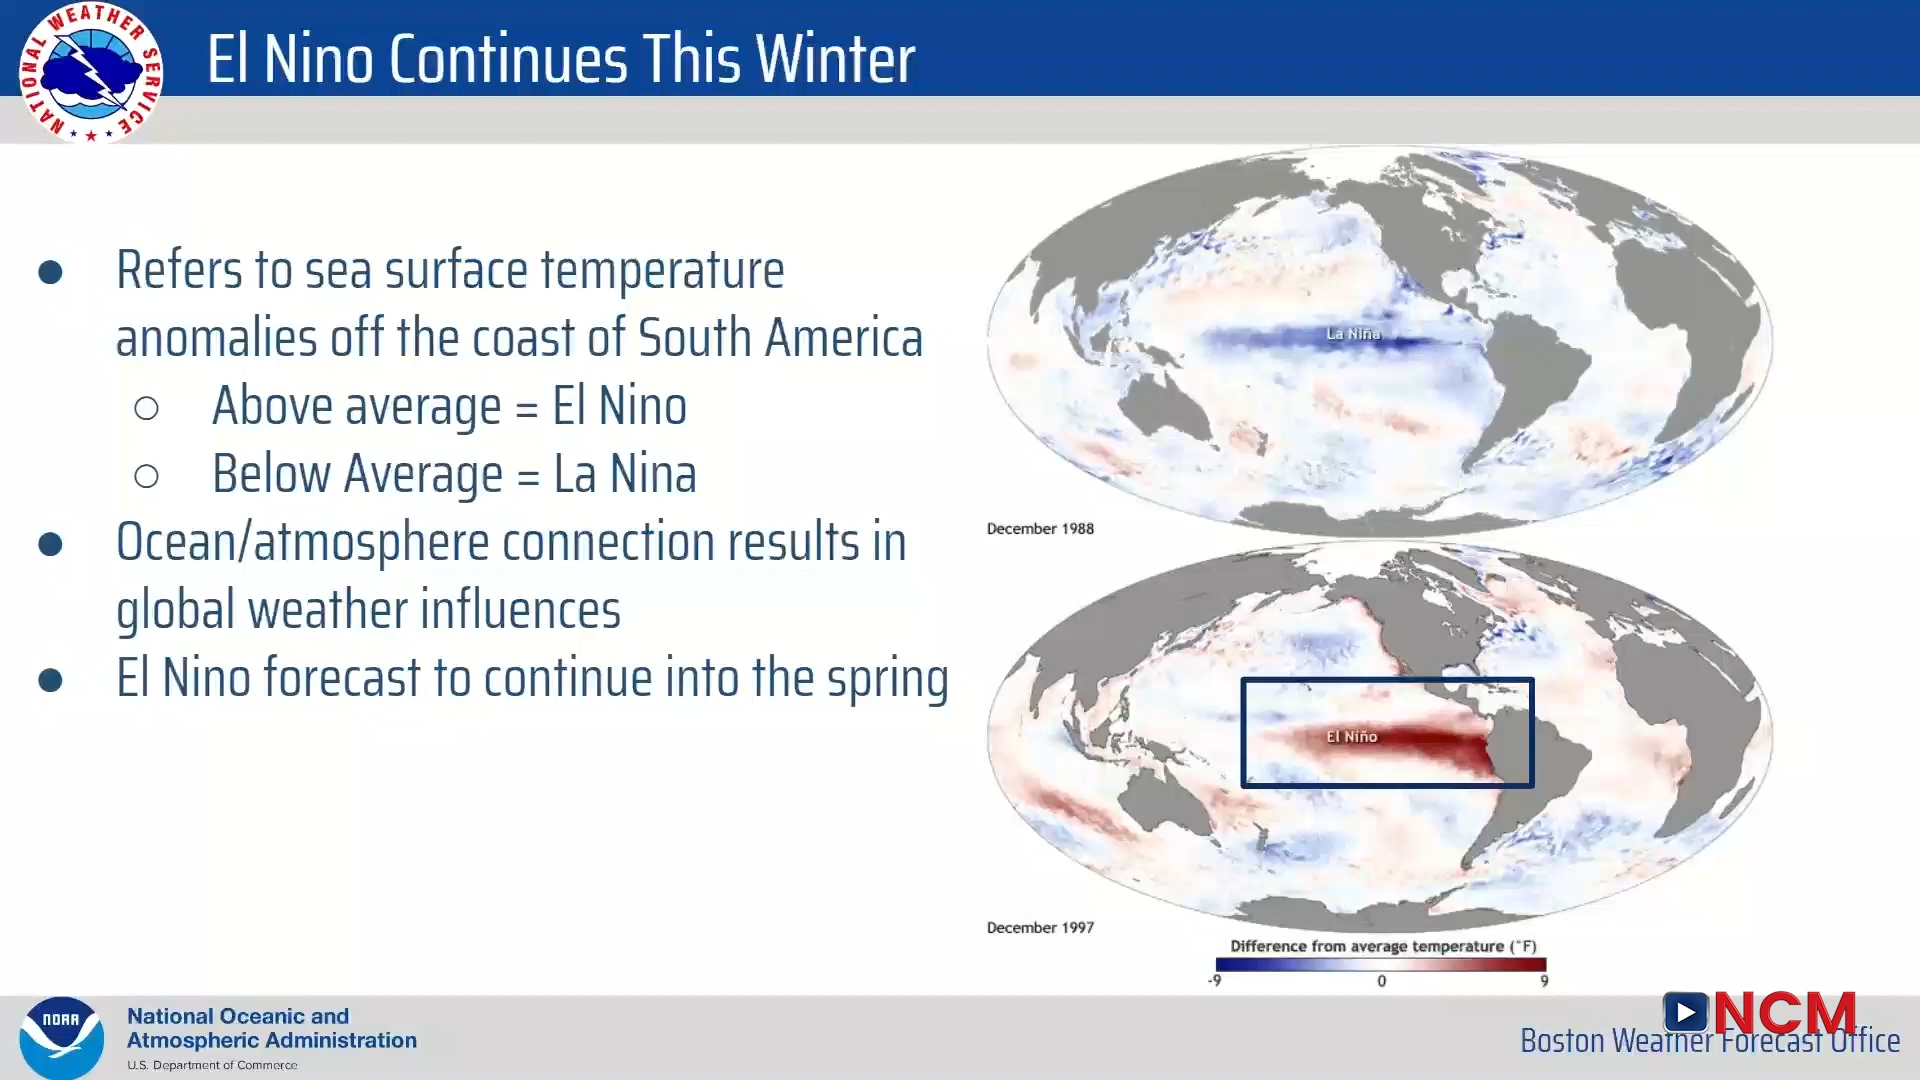 NATIONAL WEATHER SERVICE
El Nino Continues This Winter
● Refers to sea surface temperature
anomalies off the coast of South America
○ Above average = El Nino
○ Below Average = La Nina
● Ocean/atmosphere connection results in
global weather influences
● El Nino forecast to continue into the spring
La Niña
December 1988
El Niño
December 1997
Difference from average temperature (°F)
-9 0 9
NOAA
National Oceanic and
Atmospheric Administration
U.S. Department of Commerce
NCM
Boston Weather Forecast Office